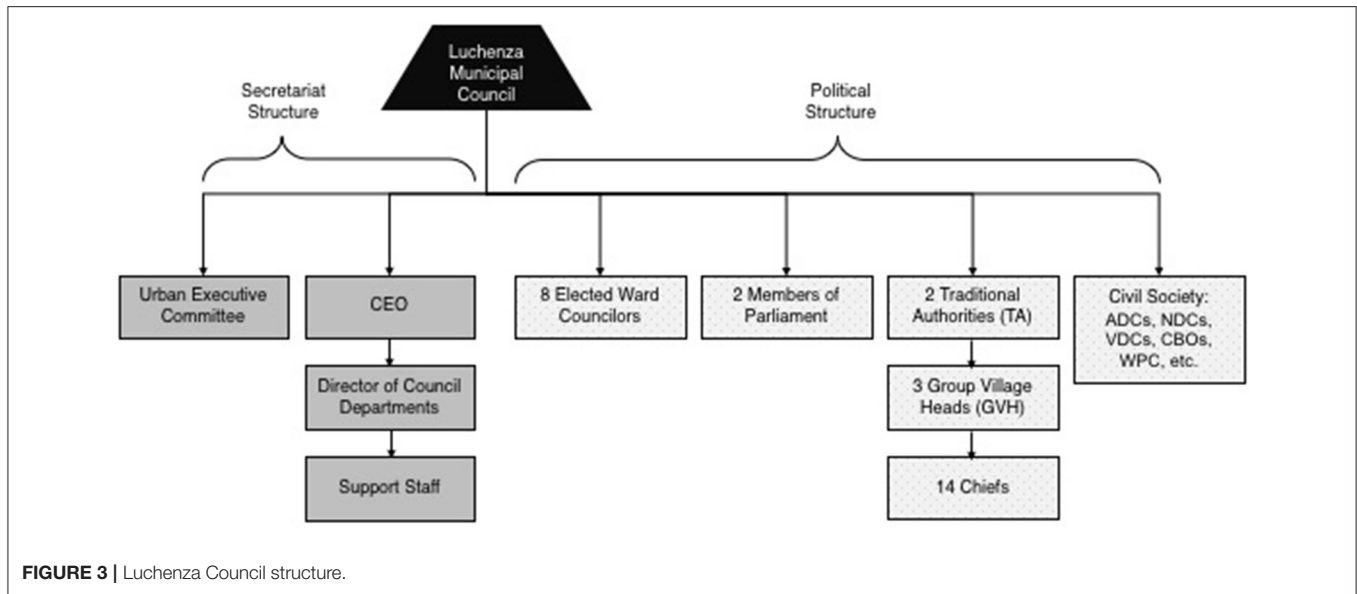 Luchenza
Municipal
Council
Secretariat
Structure
Political
Structure
Urban Executive
Committee
CEO
8 Elected Ward
Councilors
2 Members of
Parliament
2 Traditional
Authorities (TA)
Civil Society:
ADCs, NDCs,
VDCs, CBOs,
WPC, etc.
Director of Council
Departments
3 Group Village
Heads (GVH)
Support Staff
14 Chiefs
FIGURE 3 | Luchenza Council structure.